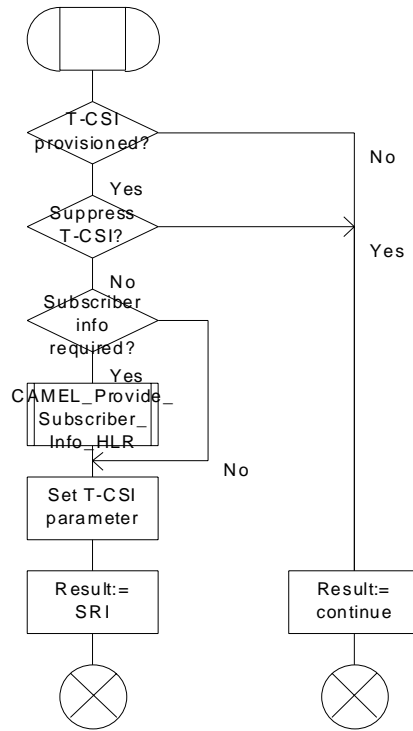 T-CSI
provisioned?
No
Yes
Suppress
T-CSI?
Yes
No
Subscriber
info
required?
Yes
CAMEL_Provide_
Subscriber_
Info_HLR
No
Set T-CSI
parameter
Result:=
SRI
Result:=
continue